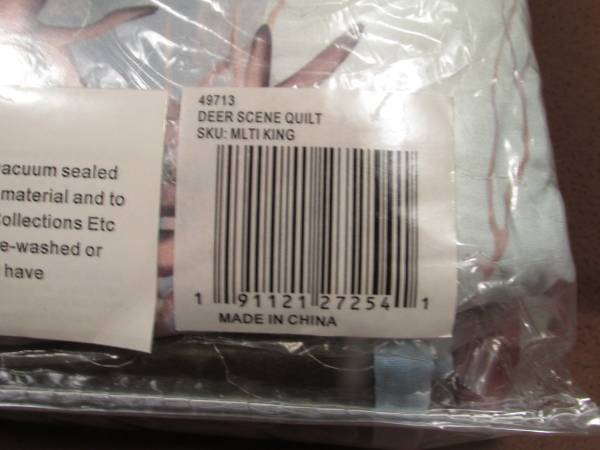 49713
DEER SCENE QUILT
SKU: MLTI KING
1 91121 27254 1
MADE IN CHINA
vacuum sealed
material and to
Collections Etc
e-washed or
have